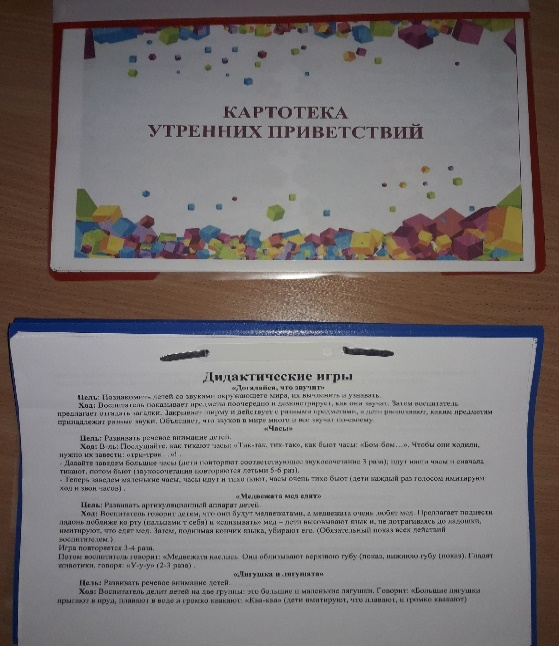 КАРТОТЕКА
УТРЕННИХ ПРИВЕТСТВИЙ
Дидактические игры
«Догадайся, что звучит»
Цель: Познакомить детей со звуками окружающего мира, их вычленить и узнавать.
Ход: Воспитатель показывает предметы поочередно и демонстрирует, как они звучат. Затем воспитатель
предлагает отгадать загадки. Закрывает ширму и действует с разными предметами, а дети распознают, каким предметам
принадлежат разные звуки. Объясняет, что звуков в мире много и все звучат по-своему.
«Часы»
Цель: Развивать речевое внимание детей.
Ход: В-ль: Послушайте, как тикают часы: «Тик-так, тик-так», как бьют часы: «Бом бом…». Чтобы они ходили,
нужно их завести: «трик-трак…»!
- Давайте заведем большие часы (дети повторяют соответствующее звукосочетание 3 раза); идут наши часы и сначала
тикают, потом бьют (звукосочетания повторяются детьми 5-6 раз).
- Теперь заведем маленькие часы, часы идут и тихо поют, часы очень тихо бьют (дети каждый раз голосом имитируют
ход и звон часов).
«Медвежата мед едят»
Цель: Развивать артикуляционный аппарат детей.
Ход: Воспитатель говорит детям, что они будут медвежатами, а медвежата очень любят мед. Предлагает поднести
ладонь поближе ко рту (пальцами от себя) и «слизывать» мед – дети высовывают язык и, не дотрагиваясь до ладошки,
имитируют, что едят мед. Затем, поднимая кончик языка, убирают его. (Обязательный показ всех действий
воспитателем.)
Игра повторяется 3-4 раза.
Потом воспитатель говорит: «Медвежата наелись. Они облизывают верхнюю губу (показ), нижнюю губу (показ). Гладят
животики, говоря: «У-у-у» (2-3 раза).
«Лягушка и лягушата»
Цель: Развивать речевое внимание детей
Ход: Воспитатель делит детей на две группы: это большие и маленькие лягушки. Говорит: «Большие лягушки
прыгают в пруд, плавают в воде и громко квакают: «Ква-ква» (дети имитируют, что плавают, и громко квакают)